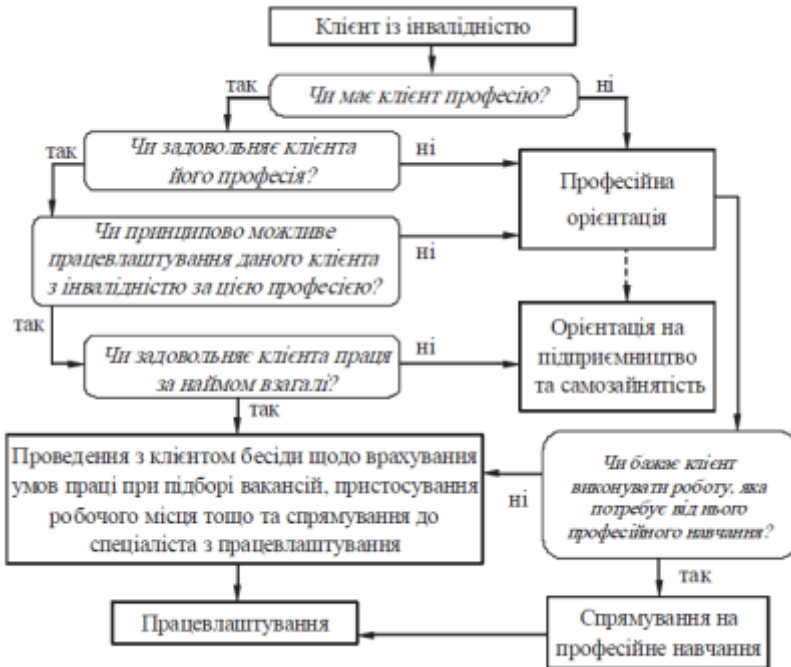 Клієнт із інвалідністю
так
ні
Чи має клієнт професію?
так
Чи задовольняє клієнта
його професія?
ні
Професійна
орієнтація
Чи принципово можливе
працевлаштування даного клієнта
з інвалідністю за цією професією?
ні
так
Чи задовольняє клієнта праця
за наймом взагалі?
ні
Орієнтація на
підприємництво
та самозайнятість
так
Проведення з клієнтом бесіди щодо врахування
умов праці при підборі вакансій, пристосування
робочого місця тощо та спрямування до
спеціаліста з працевлаштування
ні
Чи бажає клієнт
виконувати роботу, яка
потребує від нього
професійного навчання?
так
Працевлаштування
Спрямування на
професійне навчання